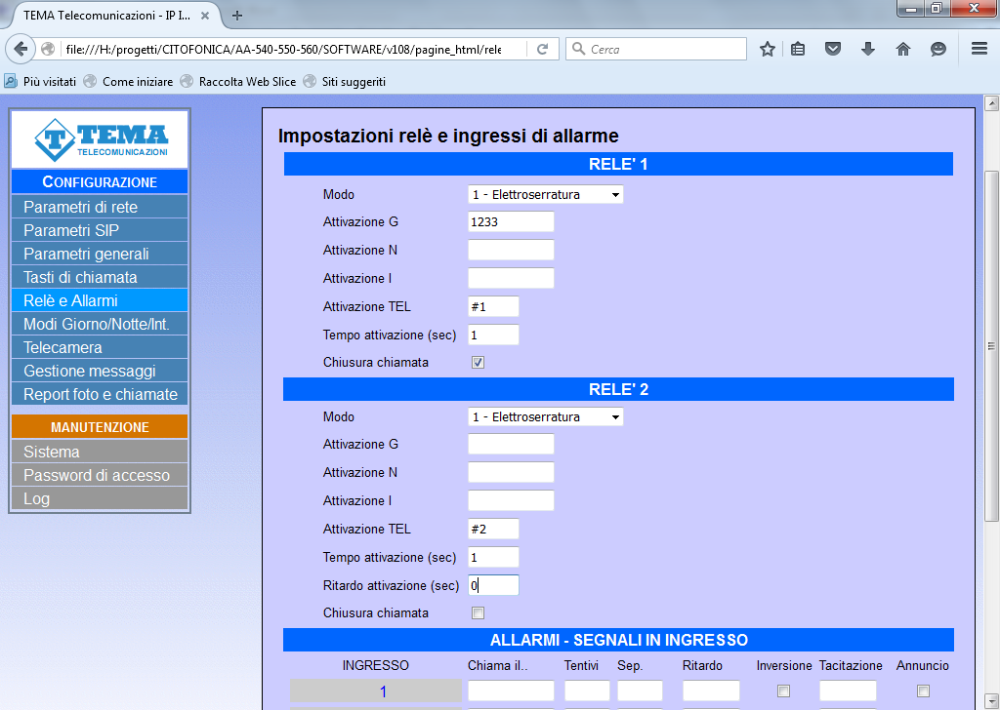 TEMA Telecomunicazioni - IP I...
file:///H:/progetti/CITOFONICA/AA-540-550-560/SOFTWARE/v108/pagine_html/rele
Cerca
Più visitati Come iniziare Raccolta Web Slice Siti suggeriti
T TEMA
TELECOMUNICAZIONI
CONFIGURAZIONE
Parametri di rete
Parametri SIP
Parametri generali
Tasti di chiamata
Relè e Allarmi
Modi Giorno/Notte/Int.
Telecamera
Gestione messaggi
Report foto e chiamate
MANUTENZIONE
Sistema
Password di accesso
Log
Impostazioni relè e ingressi di allarme
RELE' 1
Modo 1 - Elettroserratura
Attivazione G 1233
Attivazione N
Attivazione I
Attivazione TEL #1
Tempo attivazione (sec) 1
Chiusura chiamata
RELE' 2
Modo 1 - Elettroserratura
Attivazione G
Attivazione N
Attivazione I
Attivazione TEL #2
Tempo attivazione (sec) 1
Ritardo attivazione (sec) 0
Chiusura chiamata
ALLARMI - SEGNALI IN INGRESSO
INGRESSO Chiama il.. Tentivi Sep. Ritardo Inversione Tacitazione Annuncio
1